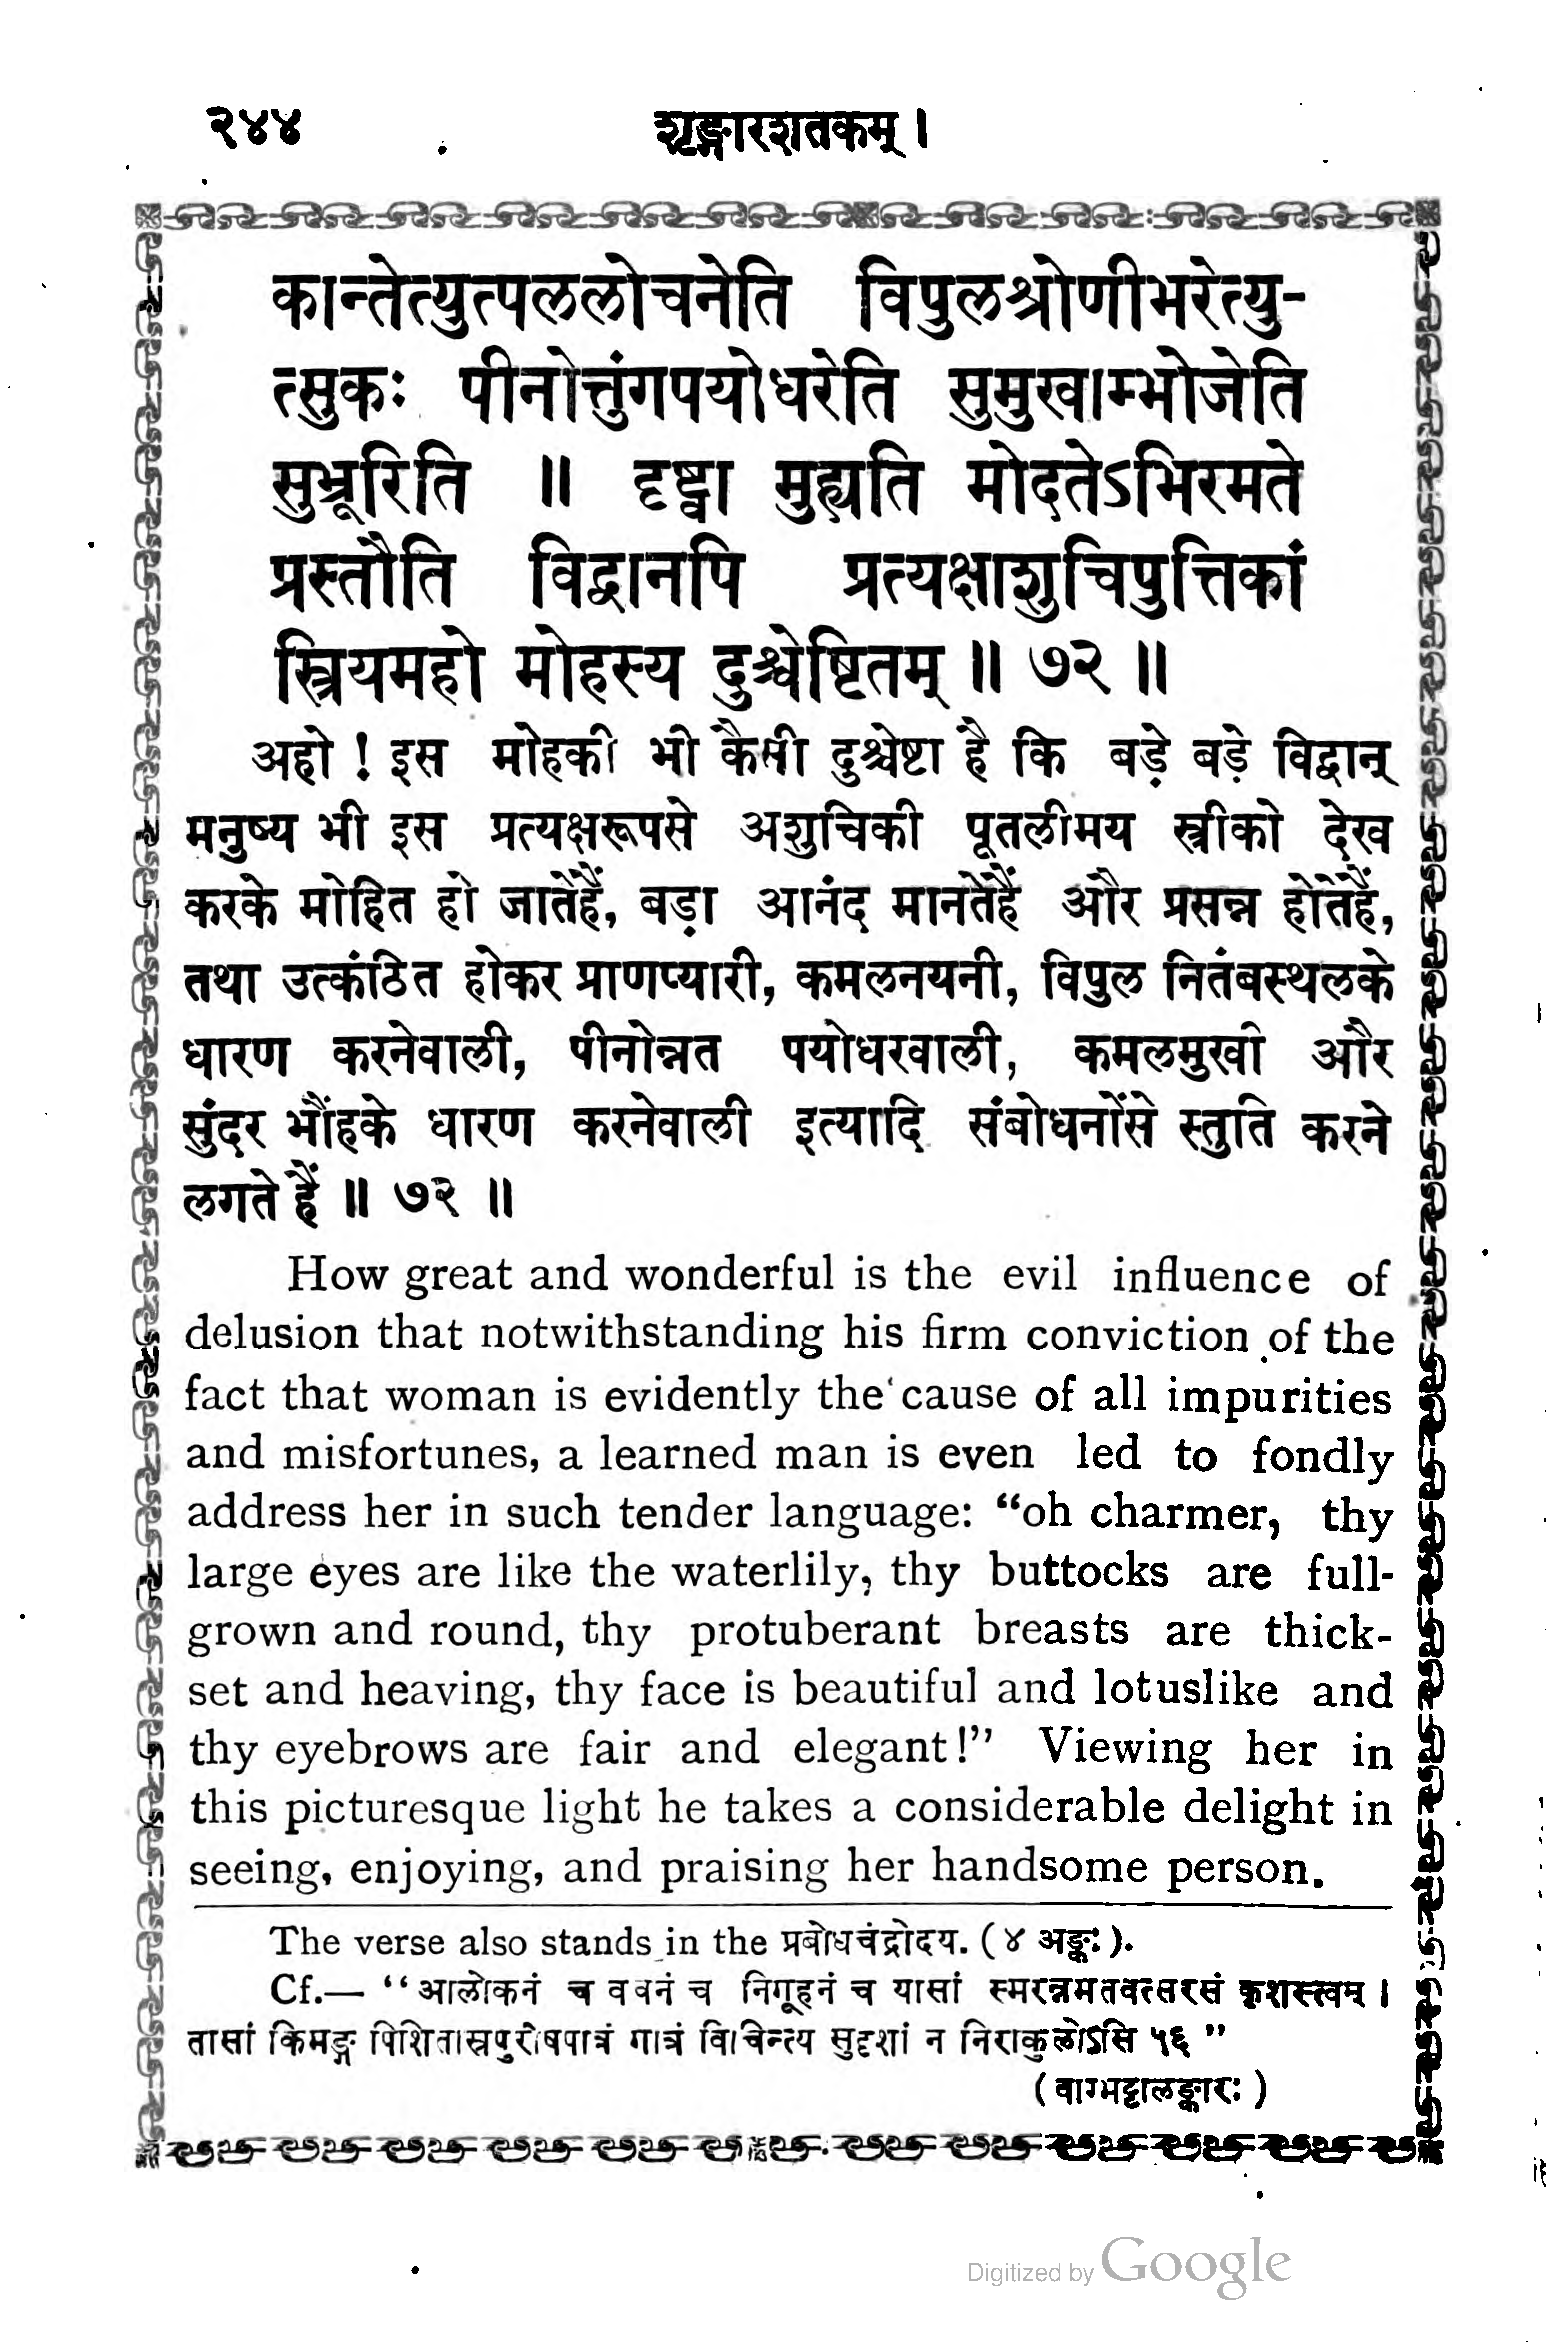 २४४ शृङ्गारशतकम् ।
कान्तेत्युत्पललोचनेति विपुलश्रोणीभरेत्यु-
त्सुकः पीनोत्तुंगपयोधरेति सुमुखाम्भोजेति
सुभ्रूरिति ॥ दृष्ट्वा मुह्यति मोदतेऽभिरमते
प्रस्तौति विद्वानपि प्रत्यक्षाशुचिपुत्तिकां
स्त्रियमहो मोहस्य दुश्चेष्टितम् ॥ ७२ ॥
अहो ! इस मोहकी भी कैसी दुश्चेष्टा है कि बड़े बड़े विद्वान्
मनुष्य भी इस प्रत्यक्षरूपसे अशुचिकी पूतलीमय स्त्रीको देख
करके मोहित हो जातेहैं, बड़ा आनंद मानतेहैं और प्रसन्न होतेहैं,
तथा उत्कंठित होकर प्राणप्यारी, कमलनयनी, विपुल नितंबस्थलके
धारण करनेवाली, पीनोन्नत पयोधरवाली, कमलमुखी और
सुंदर भौंहके धारण करनेवाली इत्यादि संबोधनोंसे स्तुति करने
लगते हैं ॥ ७२ ॥
How great and wonderful is the evil influence of
delusion that notwithstanding his firm conviction of the
fact that woman is evidently the cause of all impurities
and misfortunes, a learned man is even led to fondly
address her in such tender language: “oh charmer, thy
large eyes are like the waterlily, thy buttocks are full-
grown and round, thy protuberant breasts are thick-
set and heaving, thy face is beautiful and lotuslike and
thy eyebrows are fair and elegant!” Viewing her in
this picturesque light he takes a considerable delight in
seeing, enjoying, and praising her handsome person.
The verse also stands in the प्रबोधचंद्रोदय. ( ४ अङ्कः ).
Cf.— “आलोकनं च वचनं च निगूहनं च यासां स्मरन्नमतवत्सरसं कृशस्त्वम् ।
तासां किमङ्ग पिशितास्रपुरीषपात्रं गात्रं विचिन्त्य सुदृशां न निराकुलोऽसि ५६ ”
( वाग्भट्टालङ्कारः )
Digitized by Google